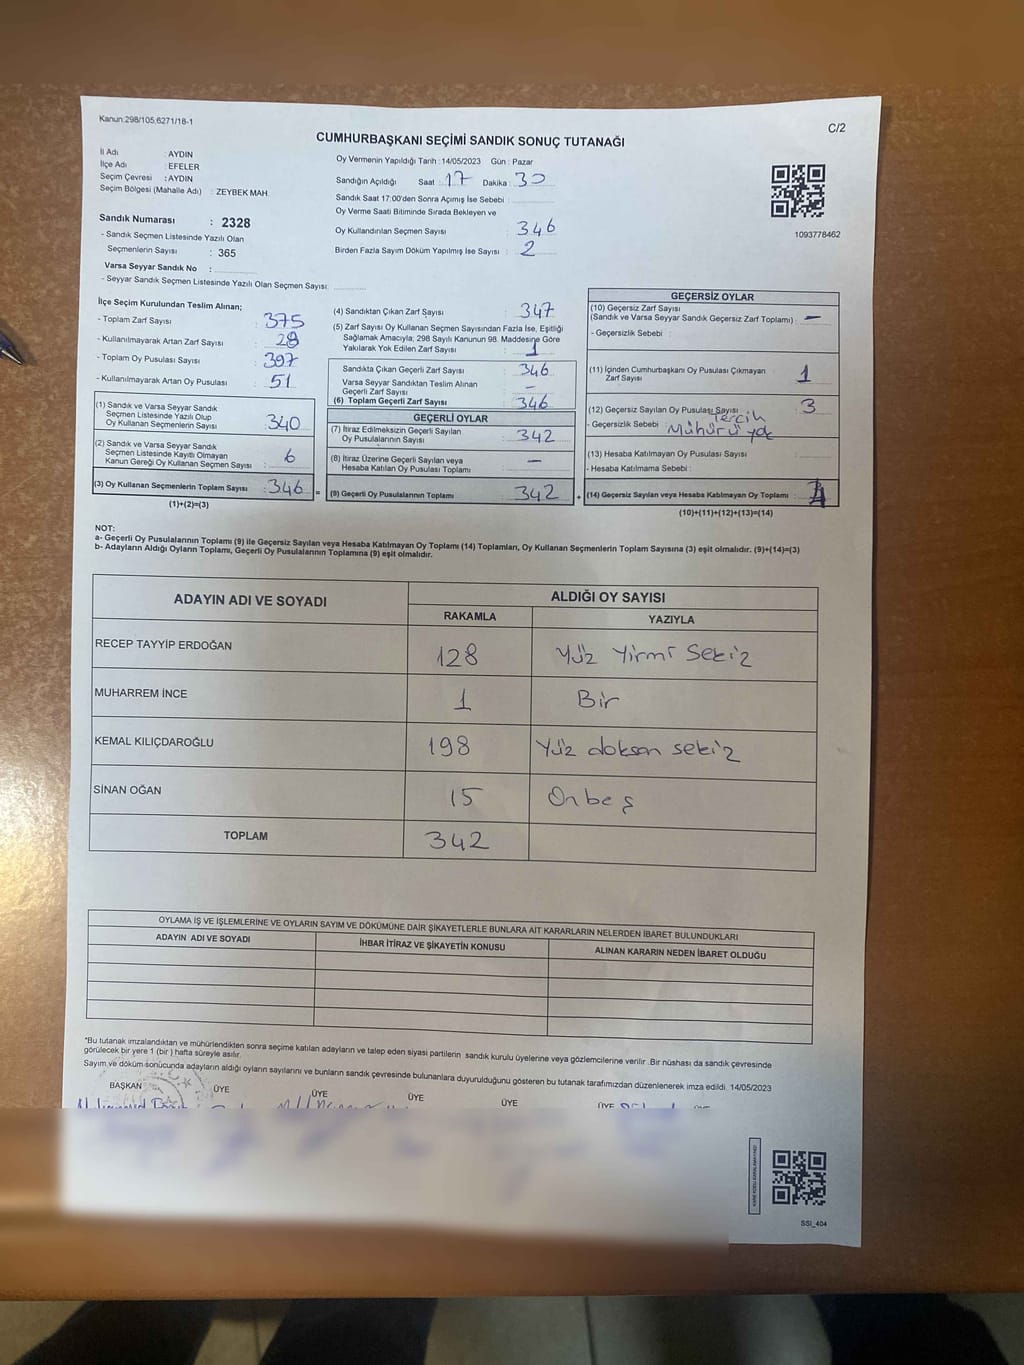 Kanun:298/105,6271/18-1
C/2
CUMHURBAŞKANI SEÇİMİ SANDIK SONUÇ TUTANAĞI
İl Adı : AYDIN
İlçe Adı : EFELER
Seçim Çevresi : AYDIN
Seçim Bölgesi (Mahalle Adı) : ZEYBEK MAH.
Sandık Numarası : 2328
- Sandık Seçmen Listesinde Yazılı Olan
Seçmenlerin Sayısı : 365
Varsa Seyyar Sandık No :
- Seyyar Sandık Seçmen Listesinde Yazılı Olan Seçmen Sayısı:
Oy Vermenin Yapıldığı Tarih : 14/05/2023 Gün : Pazar
Sandığın Açıldığı Saat : 17 Dakika : 30
Sandık Saat 17:00'den Sonra Açımış İse Sebebi :
Oy Verme Saati Bitiminde Sırada Bekleyen ve
Oy Kullandırılan Seçmen Sayısı : 346
Birden Fazla Sayım Döküm Yapılmış İse Sayısı : 2
1093778462
İlçe Seçim Kurulundan Teslim Alınan;
- Toplam Zarf Sayısı : 375
- Kullanılmayarak Artan Zarf Sayısı : 28
- Toplam Oy Pusulası Sayısı : 397
- Kullanılmayarak Artan Oy Pusulası : 51
(1) Sandık ve Varsa Seyyar Sandık
Seçmen Listesinde Yazılı Olup
Oy Kullanan Seçmenlerin Sayısı : 340
(2) Sandık ve Varsa Seyyar Sandık
Seçmen Listesinde Kayıtlı Olmayan
Kanun Gereği Oy Kullanan Seçmen Sayısı : 6
(3) Oy Kullanan Seçmenlerin Toplam Sayısı : 346 =
(1)+(2)=(3)
(4) Sandıktan Çıkan Zarf Sayısı : 347
(5) Zarf Sayısı Oy Kullanan Seçmen Sayısından Fazla İse, Eşitliği
Sağlamak Amacıyla; 298 Sayılı Kanunun 98. Maddesine Göre
Yakılarak Yok Edilen Zarf Sayısı : 1
Sandıkta Çıkan Geçerli Zarf Sayısı : 346
Varsa Seyyar Sandıktan Teslim Alınan
Geçerli Zarf Sayısı : -
(6) Toplam Geçerli Zarf Sayısı : 346
GEÇERLİ OYLAR
(7) İtiraz Edilmeksizin Geçerli Sayılan
Oy Pusulalarının Sayısı : 342
(8) İtiraz Üzerine Geçerli Sayılan veya
Hesaba Katılan Oy Pusulası Toplamı : -
(9) Geçerli Oy Pusulalarının Toplamı : 342 +
GEÇERSİZ OYLAR
(10) Geçersiz Zarf Sayısı
(Sandık ve Varsa Seyyar Sandık Geçersiz Zarf Toplamı) : -
- Geçersizlik Sebebi :
(11) İçinden Cumhurbaşkanı Oy Pusulası Çıkmayan
Zarf Sayısı : 1
(12) Geçersiz Sayılan Oy Pusulası Sayısı : 3
- Geçersizlik Sebebi : Tercih
Mühürü yok
(13) Hesaba Katılmayan Oy Pusulası Sayısı :
- Hesaba Katılmama Sebebi :
(14) Geçersiz Sayılan veya Hesaba Katılmayan Oy Toplamı : 4
(10)+(11)+(12)+(13)=(14)
NOT:
a- Geçerli Oy Pusulalarının Toplamı (9) ile Geçersiz Sayılan veya Hesaba Katılmayan Oy Toplamı (14) Toplamları, Oy Kullanan Seçmenlerin Toplam Sayısına (3) eşit olmalıdır. (9)+(14)=(3)
b- Adayların Aldığı Oyların Toplamı, Geçerli Oy Pusulalarının Toplamına (9) eşit olmalıdır.
ADAYIN ADI VE SOYADI ALDIĞI OY SAYISI
RAKAMLA YAZIYLA
RECEP TAYYİP ERDOĞAN 128 Yüz Yirmi Sekiz
MUHARREM İNCE 1 Bir
KEMAL KILIÇDAROĞLU 198 Yüz doksan sekiz
SİNAN OĞAN 15 Onbeş
TOPLAM 342
OYLAMA İŞ VE İŞLEMLERİNE VE OYLARIN SAYIM VE DÖKÜMÜNE DAİR ŞİKAYETLERLE BUNLARA AİT KARARLARIN NELERDEN İBARET BULUNDUKLARI
ADAYIN ADI VE SOYADI İHBAR İTİRAZ VE ŞİKAYETİN KONUSU ALINAN KARARIN NEDEN İBARET OLDUĞU
*Bu tutanak imzalandıktan ve mühürlendikten sonra seçime katılan adayların ve talep eden siyasi partilerin sandık kurulu üyelerine veya gözlemcilerine verilir .Bir nüshası da sandık çevresinde
görülecek bir yere 1 (bir ) hafta süreyle asılır.
Sayım ve döküm sonucunda adayların aldığı oyların sayılarını ve bunların sandık çevresinde bulunanlara duyurulduğunu gösteren bu tutanak tarafımızdan düzenlenerek imza edildi. 14/05/2023
BAŞKAN ÜYE ÜYE ÜYE ÜYE ÜYE
SSI_404